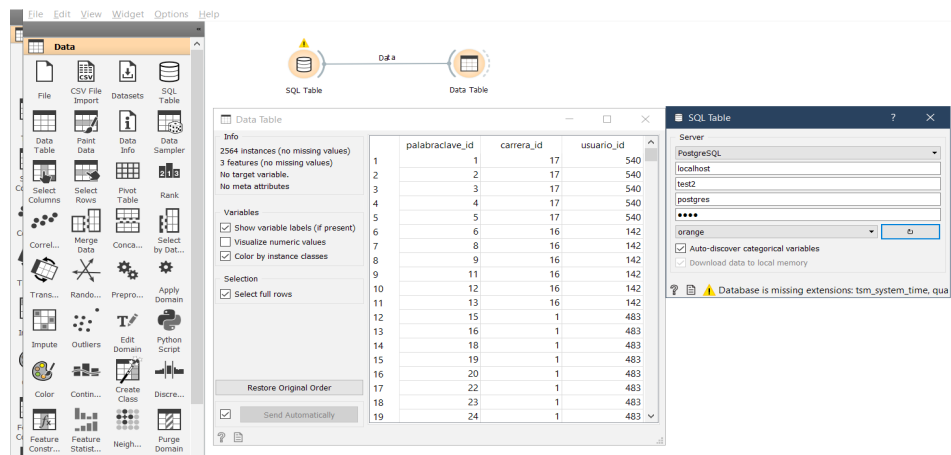 File Edit View Widget Options Help
Data
File
CSV File Import
Datasets
SQL Table
Data Table
Paint Data
Data Info
Data Sampler
Select Columns
Select Rows
Pivot Table
Rank
Correl...
Merge Data
Conca...
Select by Dat...
Trans...
Rando...
Prepro...
Apply Domain
Impute
Outliers
Edit Domain
Python Script
Color
Contin...
Create Class
Discre...
Feature Constr...
Feature Statist...
Neigh...
Purge Domain
SQL Table
Data
Data Table
Data Table
Info
2564 instances (no missing values)
3 features (no missing values)
No target variable.
No meta attributes
Variables
Show variable labels (if present)
Visualize numeric values
Color by instance classes
Selection
Select full rows
Restore Original Order
Send Automatically
palabraclave_id carrera_id usuario_id
1 1 17 540
2 2 17 540
3 3 17 540
4 4 17 540
5 5 17 540
6 6 16 142
7 8 16 142
8 9 16 142
9 11 16 142
10 12 16 142
11 13 16 142
12 15 1 483
13 16 1 483
14 18 1 483
15 19 1 483
16 20 1 483
17 22 1 483
18 23 1 483
19 24 1 483
SQL Table ? ×
Server
PostgreSQL
localhost
test2
postgres
••••
orange
Auto-discover categorical variables
Download data to local memory
? Database is missing extensions: tsm_system_time, qua